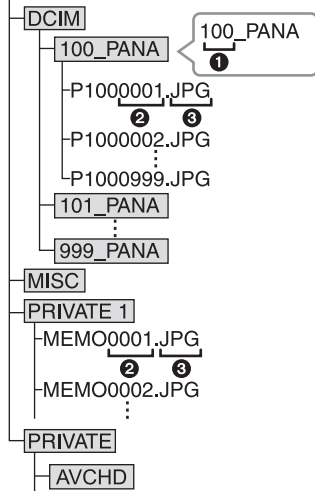 DCIM
100_PANA
100_PANA
❶
P1000001.JPG
❷ ❸
P1000002.JPG
P1000999.JPG
101_PANA
999_PANA
MISC
PRIVATE 1
MEMO0001.JPG
❷ ❸
MEMO0002.JPG
PRIVATE
AVCHD